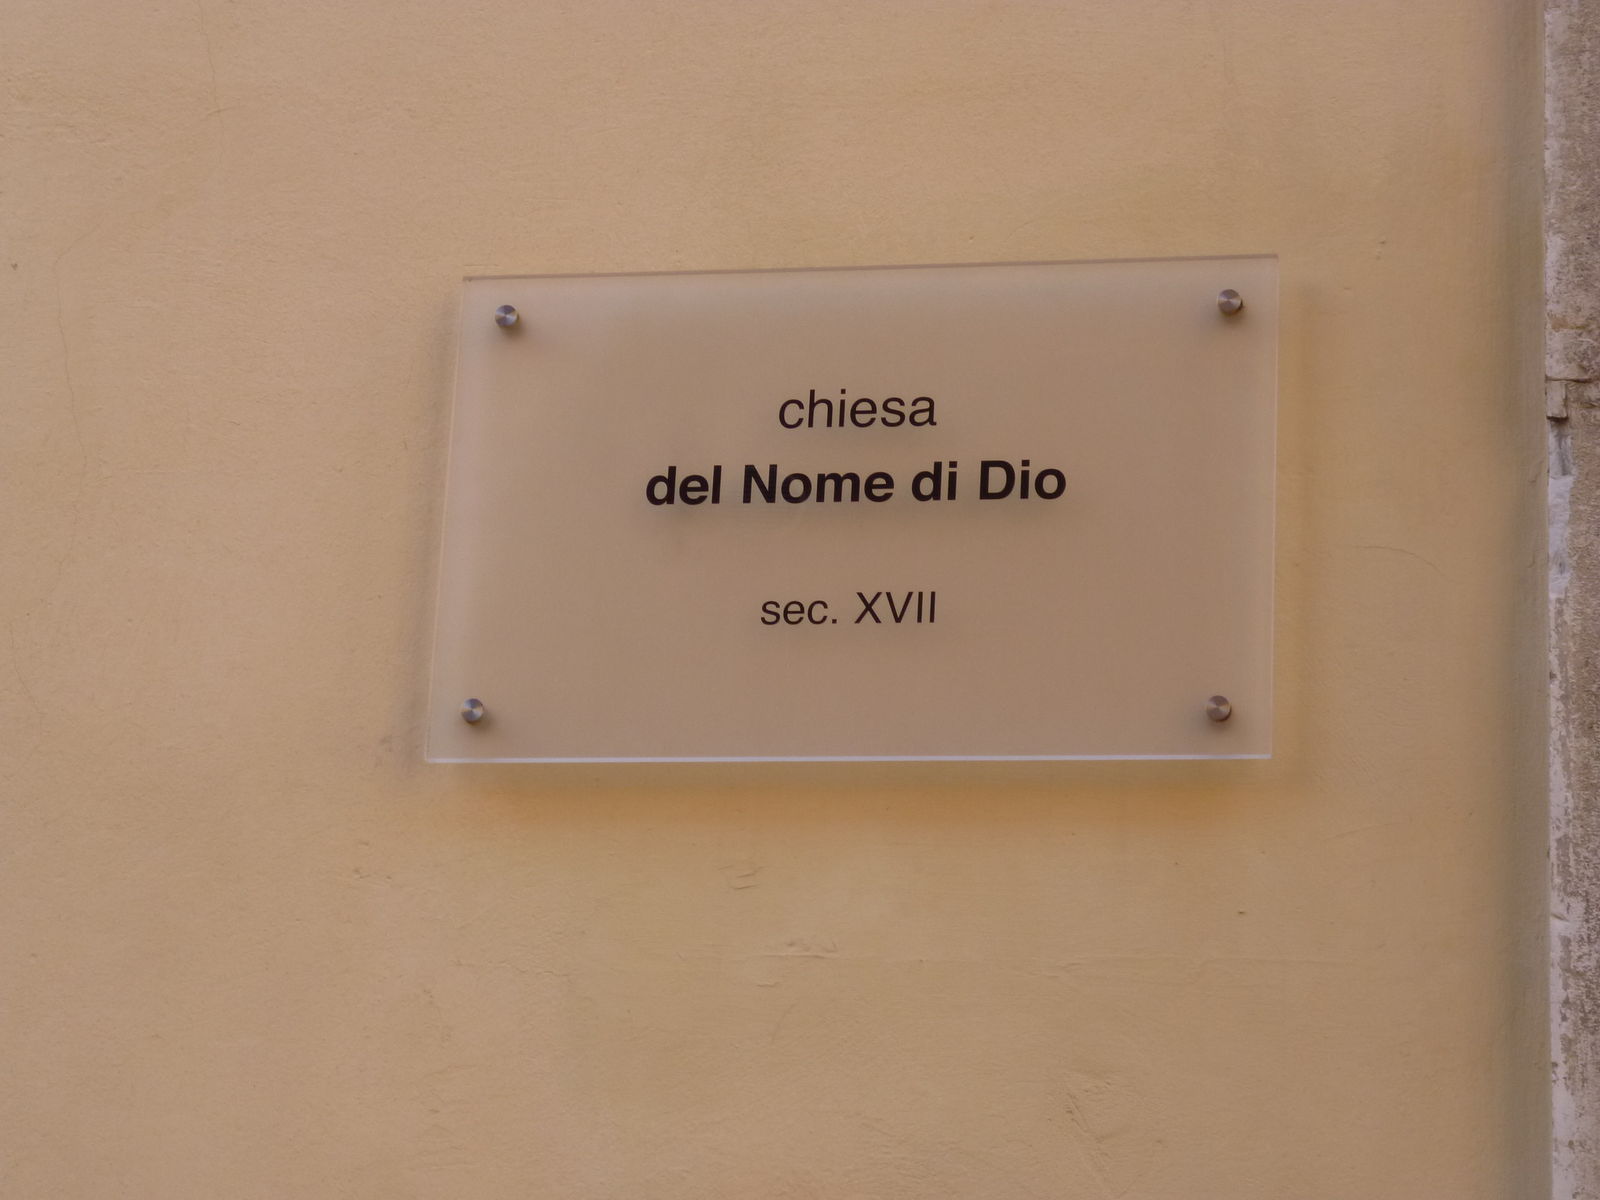 chiesa
del Nome di Dio
sec. XVII